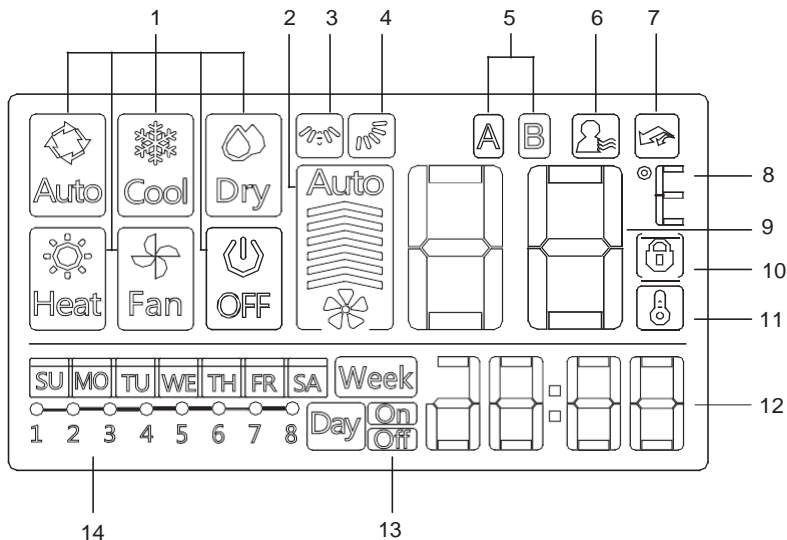 1 2 3 4 5 6 7
A B
Auto Cool Dry Auto 8
9
Heat Fan OFF 10
11
SU MO TU WE TH FR SA Week
On 12
1 2 3 4 5 6 7 8 Day Off
14 13